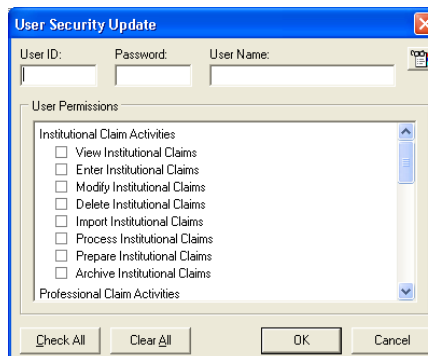 User Security Update
User ID: Password: User Name:
User Permissions
Institutional Claim Activities
View Institutional Claims
Enter Institutional Claims
Modify Institutional Claims
Delete Institutional Claims
Import Institutional Claims
Process Institutional Claims
Prepare Institutional Claims
Archive Institutional Claims
Professional Claim Activities
Check All Clear All OK Cancel